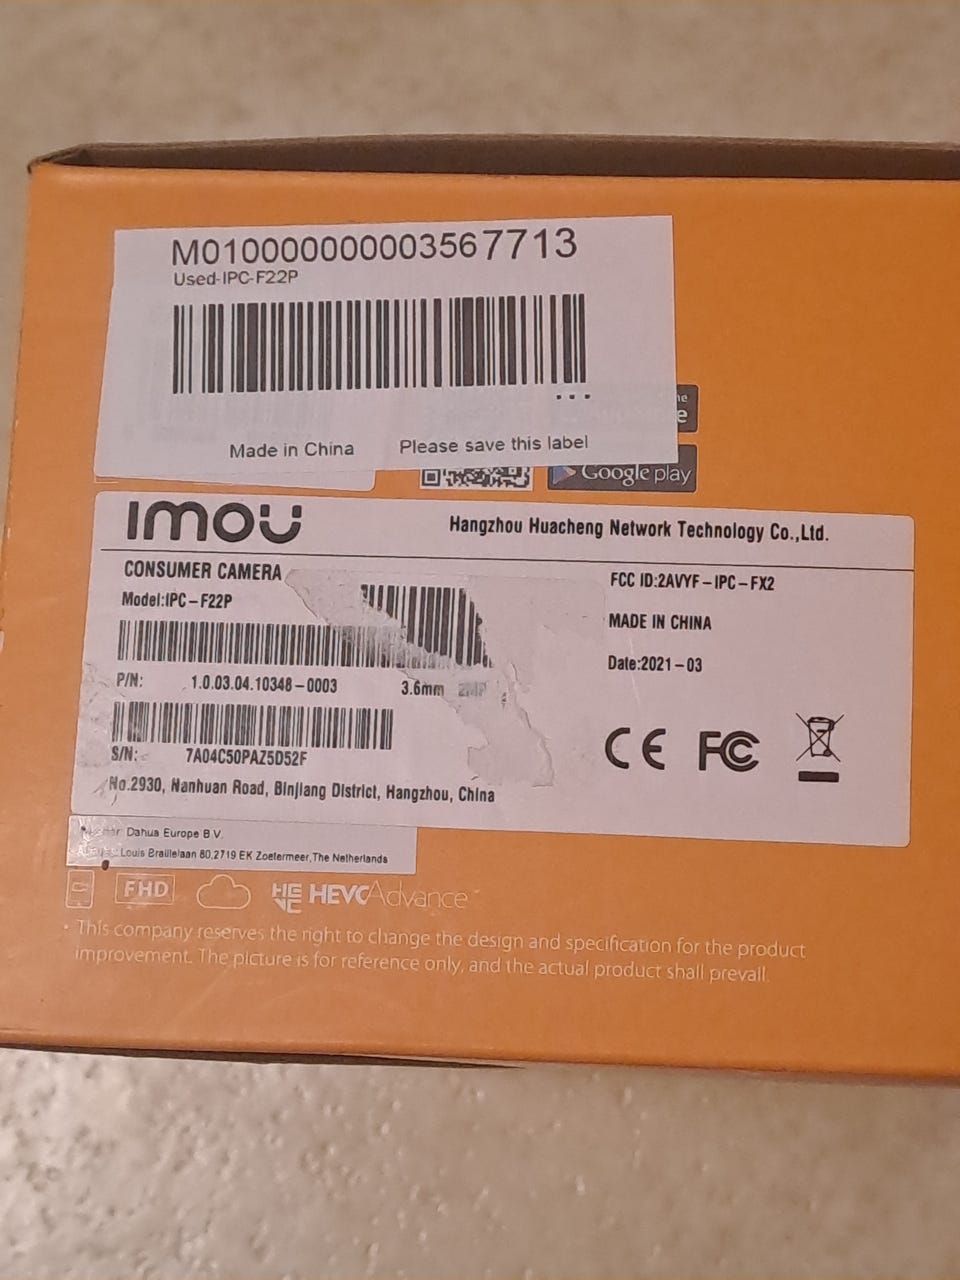 M01000000000003567713
Used-IPC-F22P
Made in China Please save this label
e
Google play
imou
Hangzhou Huacheng Network Technology Co.,Ltd.
CONSUMER CAMERA
FCC ID:2AVYF-IPC-FX2
Model:IPC-F22P
MADE IN CHINA
Date:2021-03
P/N: 1.0.03.04.10348-0003 3.6mm 2MP
S/N: 7A04C50PAZ5D52F
CE FC
No.2930, Nanhuan Road, Binjiang District, Hangzhou, China
Dahua Europe B.V.
Louis Braillelaan 80,2719 EK Zoetermeer,The Netherlands
FHD HEVC HEVCAdvance
• This company reserves the right to change the design and specification for the product
improvement. The picture is for reference only, and the actual product shall prevail.